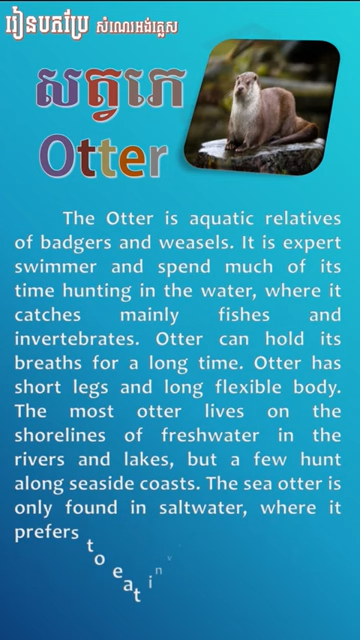 រៀនបកប្រែ សំណេរអង់គ្លេស
សត្វភេ
Otter
The Otter is aquatic relatives
of badgers and weasels. It is expert
swimmer and spend much of its
time hunting in the water, where it
catches mainly fishes and
invertebrates. Otter can hold its
breaths for a long time. Otter has
short legs and long flexible body.
The most otter lives on the
shorelines of freshwater in the
rivers and lakes, but a few hunt
along seaside coasts. The sea otter is
only found in saltwater, where it
prefers to eat in